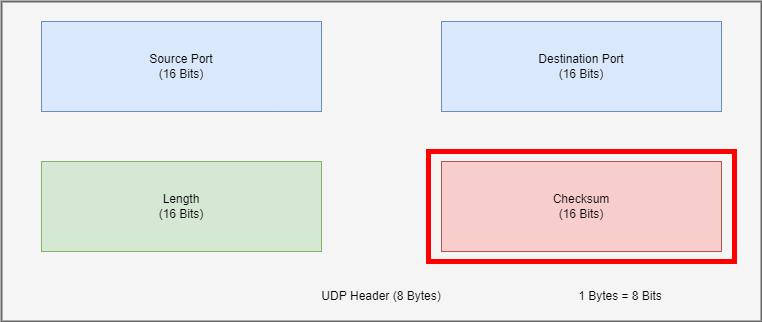 Source Port
(16 Bits)
Destination Port
(16 Bits)
Length
(16 Bits)
Checksum
(16 Bits)
UDP Header (8 Bytes)
1 Bytes = 8 Bits